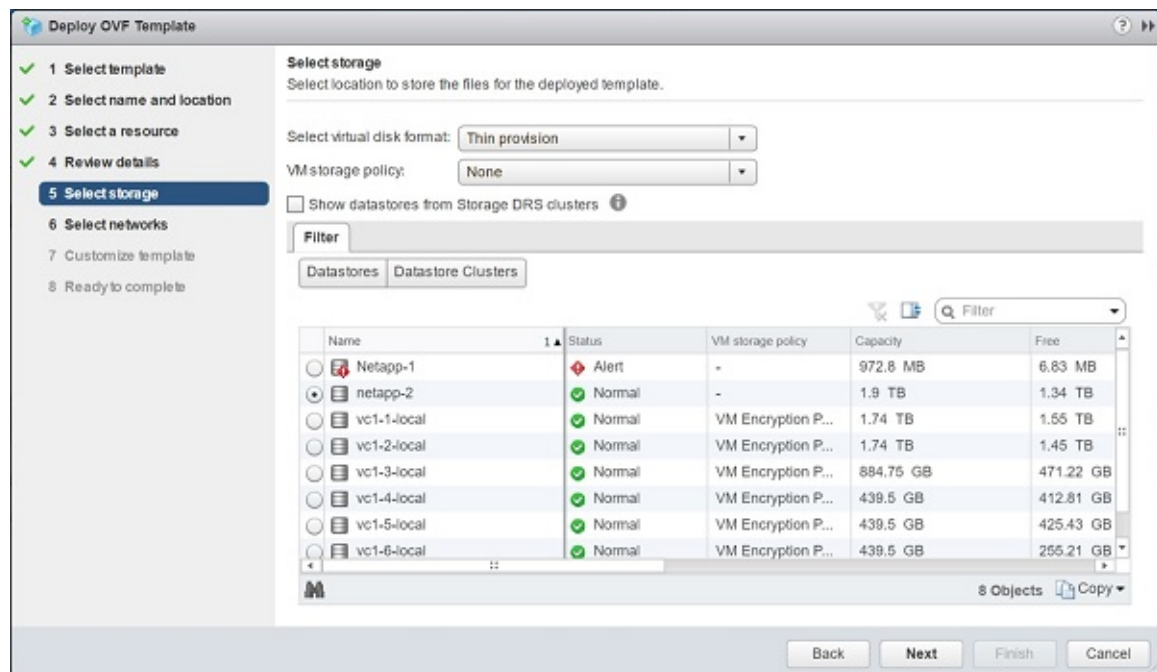 Deploy OVF Template
1 Select template
2 Select name and location
3 Select a resource
4 Review details
5 Select storage
6 Select networks
7 Customize template
8 Ready to complete
Select storage
Select location to store the files for the deployed template.
Select virtual disk format: Thin provision
VM storage policy: None
Show datastores from Storage DRS clusters
Filter
Datastores Datastore Clusters
Filter
Name 1 Status VM storage policy Capacity Free
Netapp-1 Alert - 972.8 MB 6.83 MB
netapp-2 Normal - 1.9 TB 1.34 TB
vc1-1-local Normal VM Encryption P... 1.74 TB 1.55 TB
vc1-2-local Normal VM Encryption P... 1.74 TB 1.45 TB
vc1-3-local Normal VM Encryption P... 884.75 GB 471.22 GB
vc1-4-local Normal VM Encryption P... 439.5 GB 412.81 GB
vc1-5-local Normal VM Encryption P... 439.5 GB 425.43 GB
vc1-6-local Normal VM Encryption P... 439.5 GB 255.21 GB
8 Objects Copy
Back Next Finish Cancel